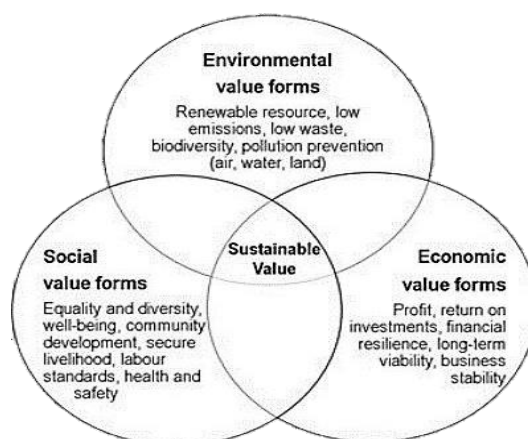 Environmental
value forms
Renewable resource, low
emissions, low waste,
biodiversity, pollution prevention
(air, water, land)
Sustainable
Value
Social
value forms
Equality and diversity,
well-being, community
development, secure
livelihood, labour
standards, health and
safety
Economic
value forms
Profit, return on
investments, financial
resilience, long-term
viability, business
stability